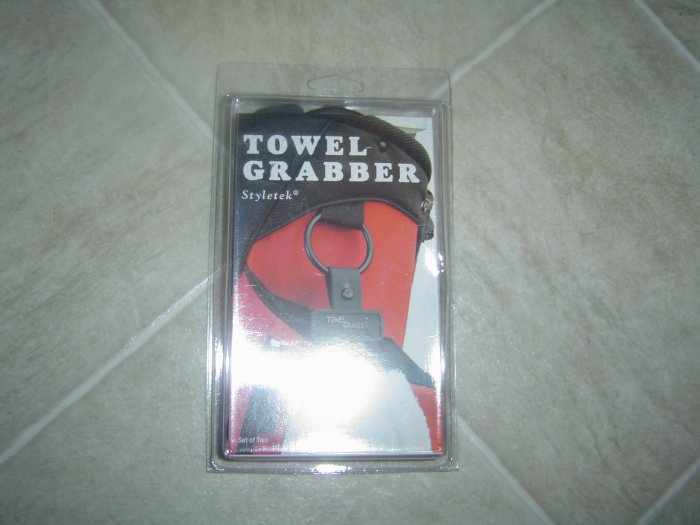 TOWEL
GRABBER
Styletek®
TOWEL
GRABBER
Set of Two